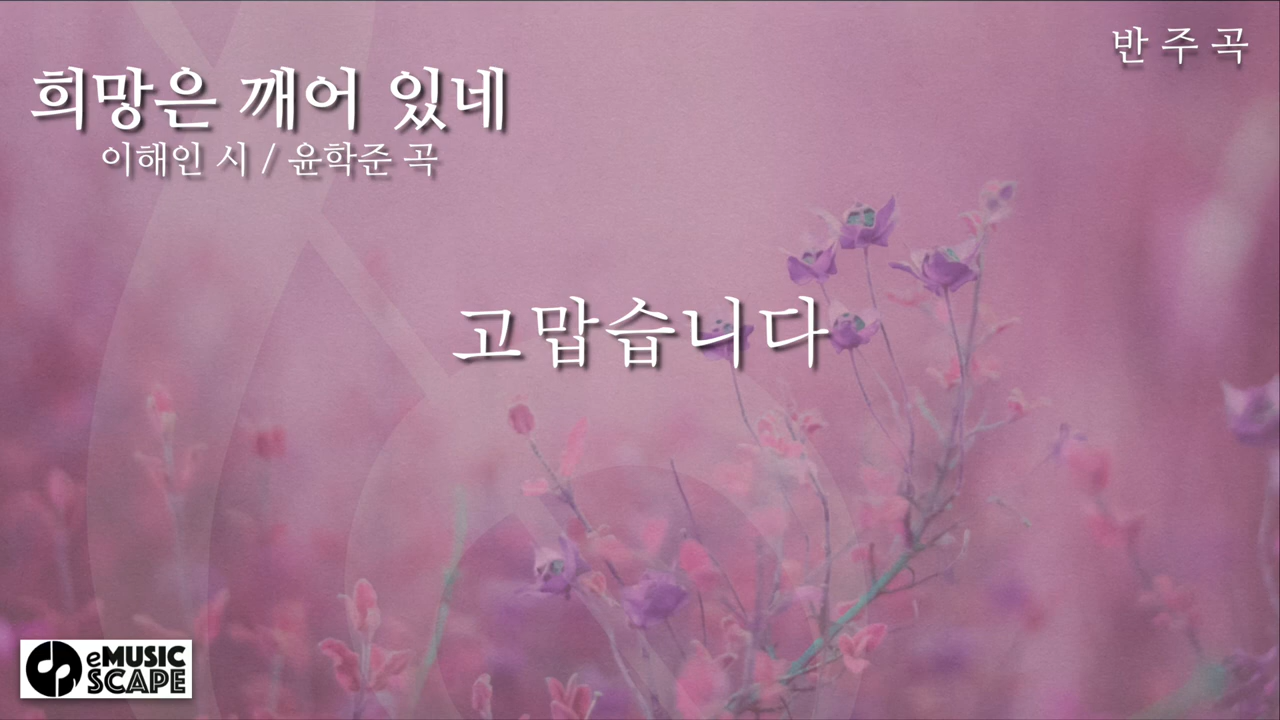 반 주 곡
희망은 깨어 있네
이해인 시 / 윤학준 곡
고맙습니다
eMUSIC
SCAPE